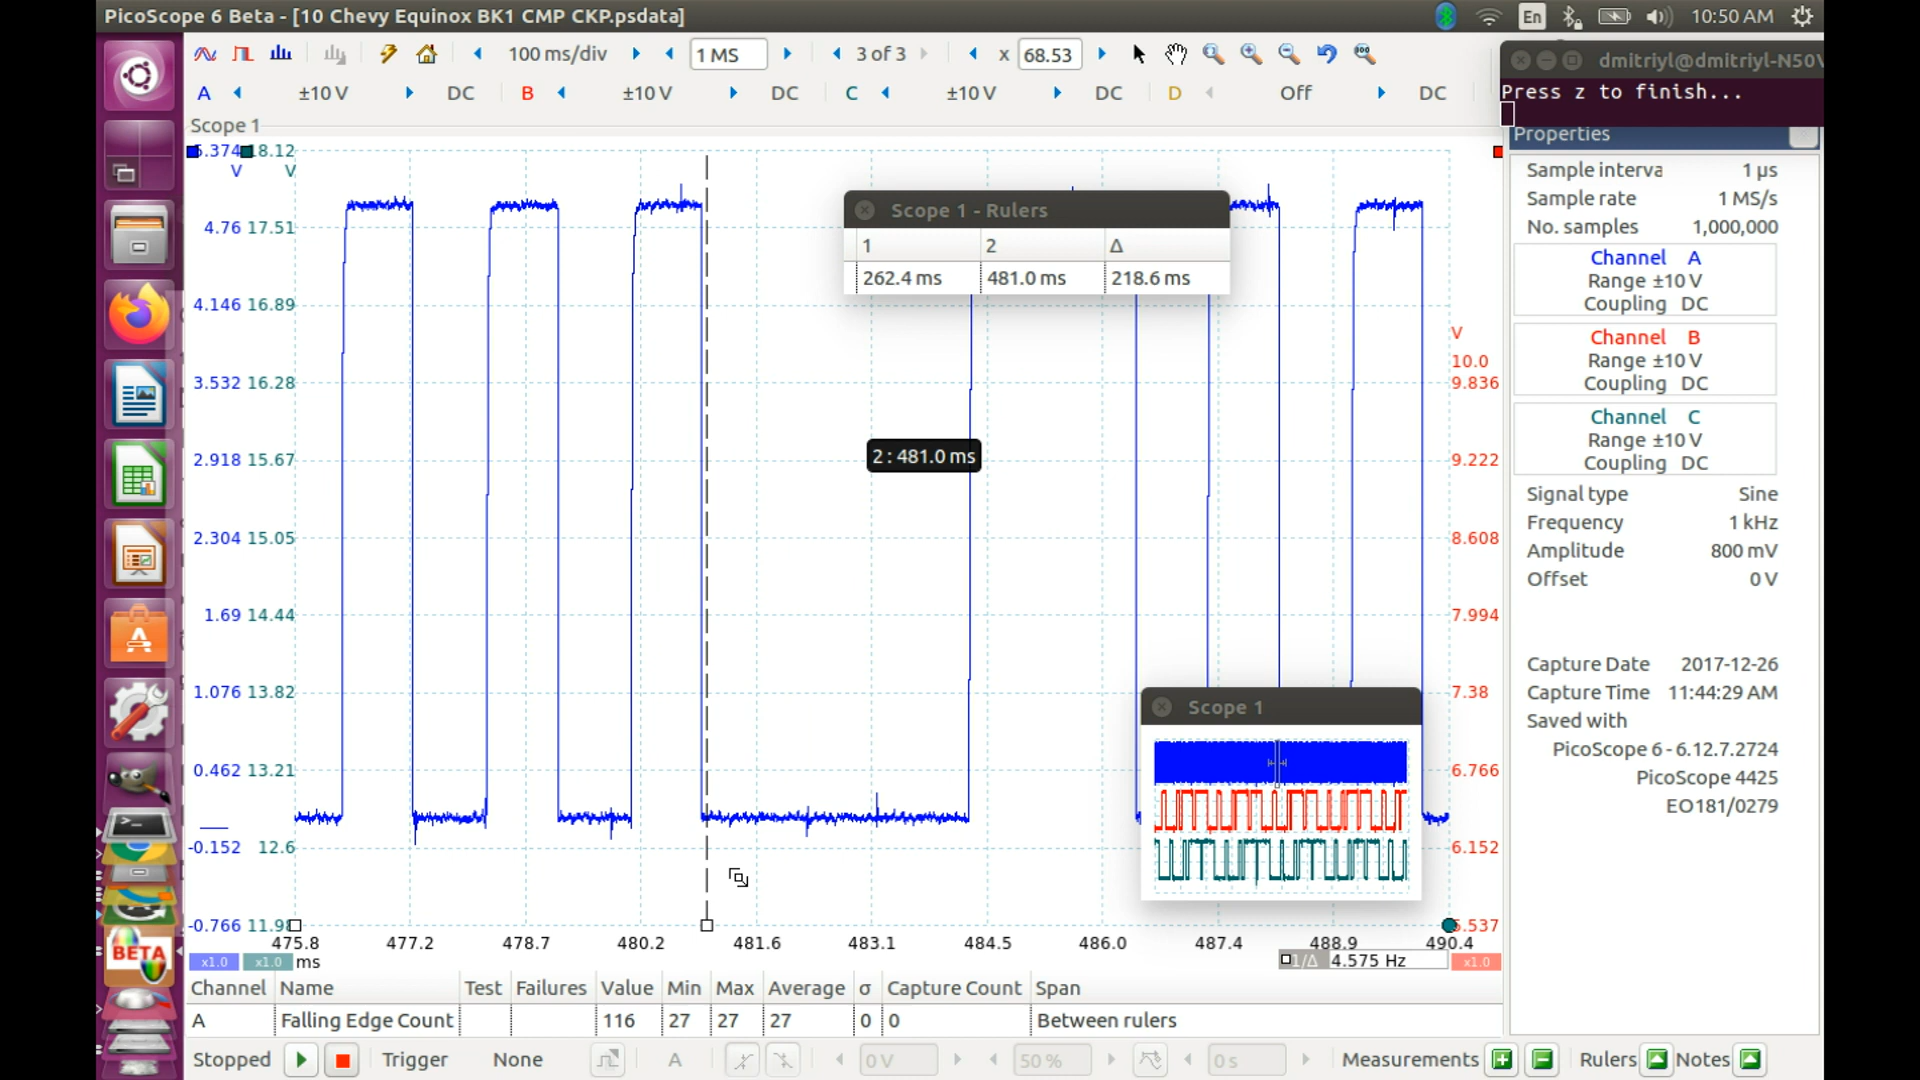 PicoScope 6 Beta - [10 Chevy Equinox BK1 CMP CKP.psdata]
En
10:50 AM
100 ms/div
1 MS
3 of 3
x 68.53
A ±10 V DC B ±10 V DC C ±10 V DC D Off DC
dmitriyl@dmitriyl-N50V
Press z to finish...
Scope 1
Properties
5.374 18.12
V V
4.76 17.51
4.146 16.89
3.532 16.28
2.918 15.67
2.304 15.05
1.69 14.44
1.076 13.82
0.462 13.21
-0.152 12.6
-0.766 11.98
Scope 1 - Rulers
1 2 Δ
262.4 ms 481.0 ms 218.6 ms
2 : 481.0 ms
V
10.0
9.836
9.222
8.608
7.994
7.38
6.766
6.152
5.537
Scope 1
475.8 477.2 478.7 480.2 481.6 483.1 484.5 486.0 487.4 488.9 490.4
x1.0 x1.0 ms
1/Δ 4.575 Hz
x1.0
Sample interva 1 µs
Sample rate 1 MS/s
No. samples 1,000,000
Channel A
Range ±10 V
Coupling DC
Channel B
Range ±10 V
Coupling DC
Channel C
Range ±10 V
Coupling DC
Signal type Sine
Frequency 1 kHz
Amplitude 800 mV
Offset 0 V
Capture Date 2017-12-26
Capture Time 11:44:29 AM
Saved with
PicoScope 6 - 6.12.7.2724
PicoScope 4425
EO181/0279
BETA
Channel Name Test Failures Value Min Max Average σ Capture Count Span
A Falling Edge Count 116 27 27 27 0 0 Between rulers
Stopped Trigger None A 0 V 50 % 0 s Measurements Rulers Notes